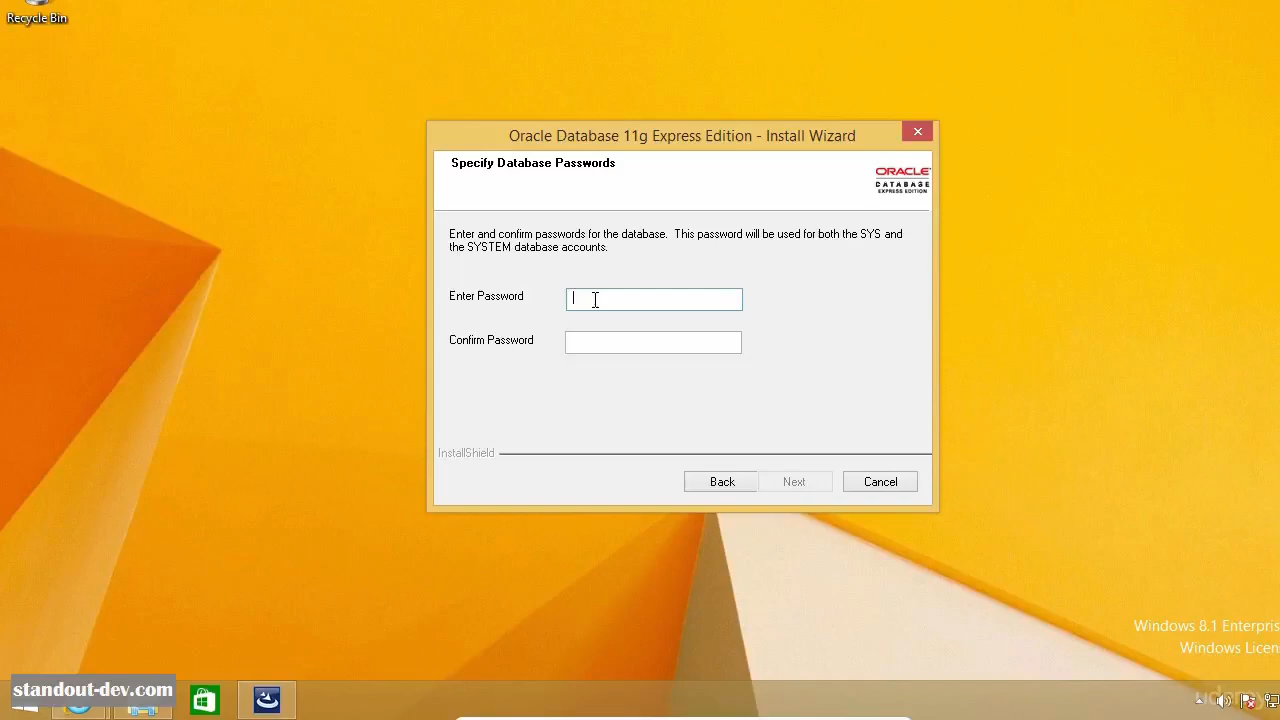 Recycle Bin
Oracle Database 11g Express Edition - Install Wizard
Specify Database Passwords
ORACLE
DATABASE
EXPRESS EDITION
Enter and confirm passwords for the database. This password will be used for both the SYS and
the SYSTEM database accounts.
Enter Password
Confirm Password
InstallShield
Back
Next
Cancel
Windows 8.1 Enterpris
Windows Licen
standout-dev.com
udemy